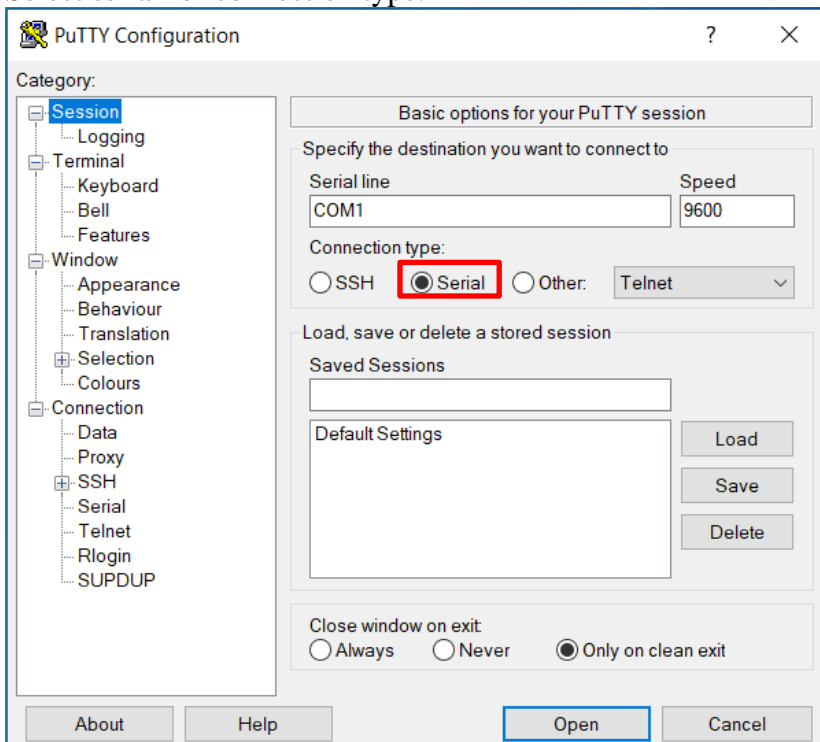 PuTTY Configuration ? ×
Category:
Session
Logging
Terminal
Keyboard
Bell
Features
Window
Appearance
Behaviour
Translation
Selection
Colours
Connection
Data
Proxy
SSH
Serial
Telnet
Rlogin
SUPDUP
Basic options for your PuTTY session
Specify the destination you want to connect to
Serial line Speed
COM1 9600
Connection type:
SSH Serial Other: Telnet
Load, save or delete a stored session
Saved Sessions
Default Settings
Load
Save
Delete
Close window on exit:
Always Never Only on clean exit
About Help Open Cancel